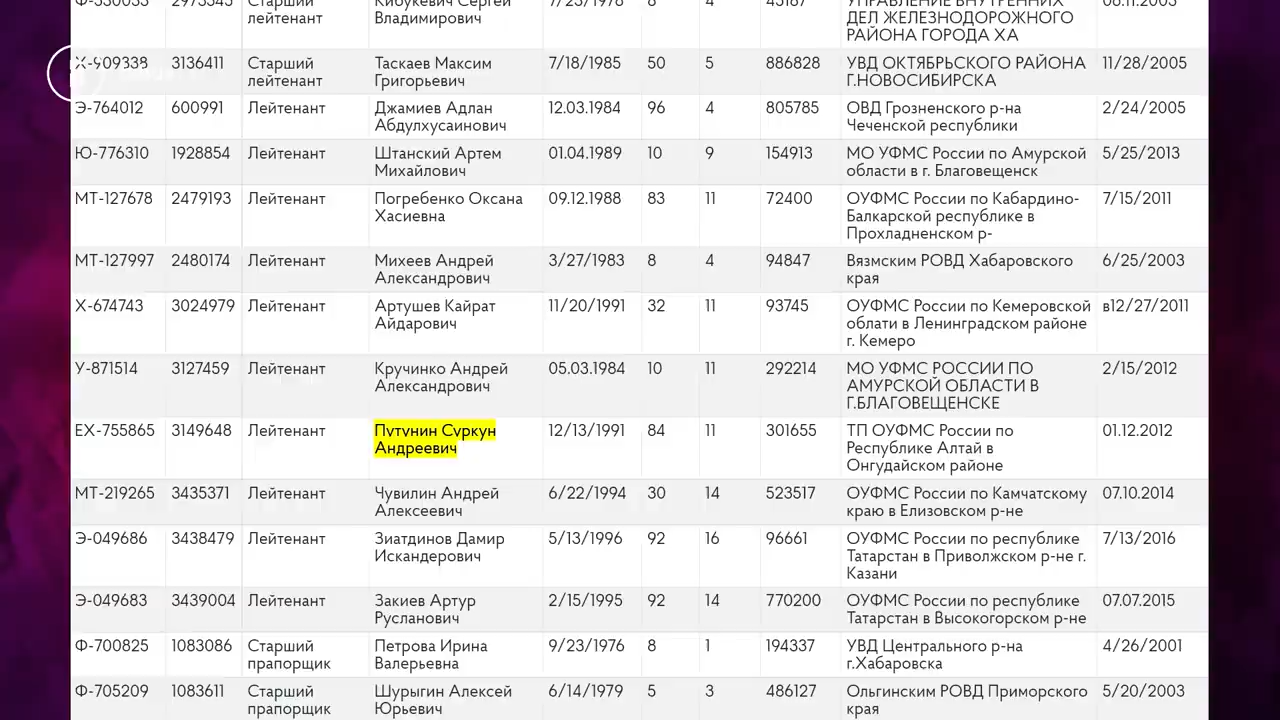 Ф-550055 2975545 Старший Кибукевич Сергей 7/23/1978 8 4 45167 УПРАВЛЕНИЕ ВНУТРЕННИХ 06.11.2003
лейтенант Владимирович ДЕЛ ЖЕЛЕЗНОДОРОЖНОГО
РАЙОНА ГОРОДА ХА
Х-909338 3136411 Старший Таскаев Максим 7/18/1985 50 5 886828 УВД ОКТЯБРЬСКОГО РАЙОНА 11/28/2005
лейтенант Григорьевич Г.НОВОСИБИРСКА
Э-764012 600991 Лейтенант Джамиев Адлан 12.03.1984 96 4 805785 ОВД Грозненского р-на 2/24/2005
Абдулхусаинович Чеченской республики
Ю-776310 1928854 Лейтенант Штанский Артем 01.04.1989 10 9 154913 МО УФМС России по Амурской 5/25/2013
Михайлович области в г. Благовещенск
МТ-127678 2479193 Лейтенант Погребенко Оксана 09.12.1988 83 11 72400 ОУФМС России по Кабардино- 7/15/2011
Хасиевна Балкарской республике в
Прохладненском р-
МТ-127997 2480174 Лейтенант Михеев Андрей 3/27/1983 8 4 94847 Вяземским РОВД Хабаровского 6/25/2003
Александрович края
Х-674743 3024979 Лейтенант Артушев Кайрат 11/20/1991 32 11 93745 ОУФМС России по Кемеровской в12/27/2011
Айдарович облати в Ленинградском районе
г. Кемеро
У-871514 3127459 Лейтенант Кручинко Андрей 05.03.1984 10 11 292214 МО УФМС РОССИИ ПО 2/15/2012
Александрович АМУРСКОЙ ОБЛАСТИ В
Г.БЛАГОВЕЩЕНСКЕ
ЕХ-755865 3149648 Лейтенант Путунин Суркун 12/13/1991 84 11 301655 ТП ОУФМС России по 01.12.2012
Андреевич Республике Алтай в
Онгудайском районе
МТ-219265 3435371 Лейтенант Чувилин Андрей 6/22/1994 30 14 523517 ОУФМС России по Камчатскому 07.10.2014
Алексеевич краю в Елизовском р-не
Э-049686 3438479 Лейтенант Зиатдинов Дамир 5/13/1996 92 16 96661 ОУФМС России по республике 7/13/2016
Искандерович Татарстан в Приволжском р-не г.
Казани
Э-049683 3439004 Лейтенант Закиев Артур 2/15/1995 92 14 770200 ОУФМС России по республике 07.07.2015
Русланович Татарстан в Высокогорском р-не
Ф-700825 1083086 Старший Петрова Ирина 9/23/1976 8 1 194337 УВД Центрального р-на 4/26/2001
прапорщик Валерьевна г.Хабаровска
Ф-705209 1083611 Старший Шурыгин Алексей 6/14/1979 5 3 486127 Ольгинским РОВД Приморского 5/20/2003
прапорщик Юрьевич края